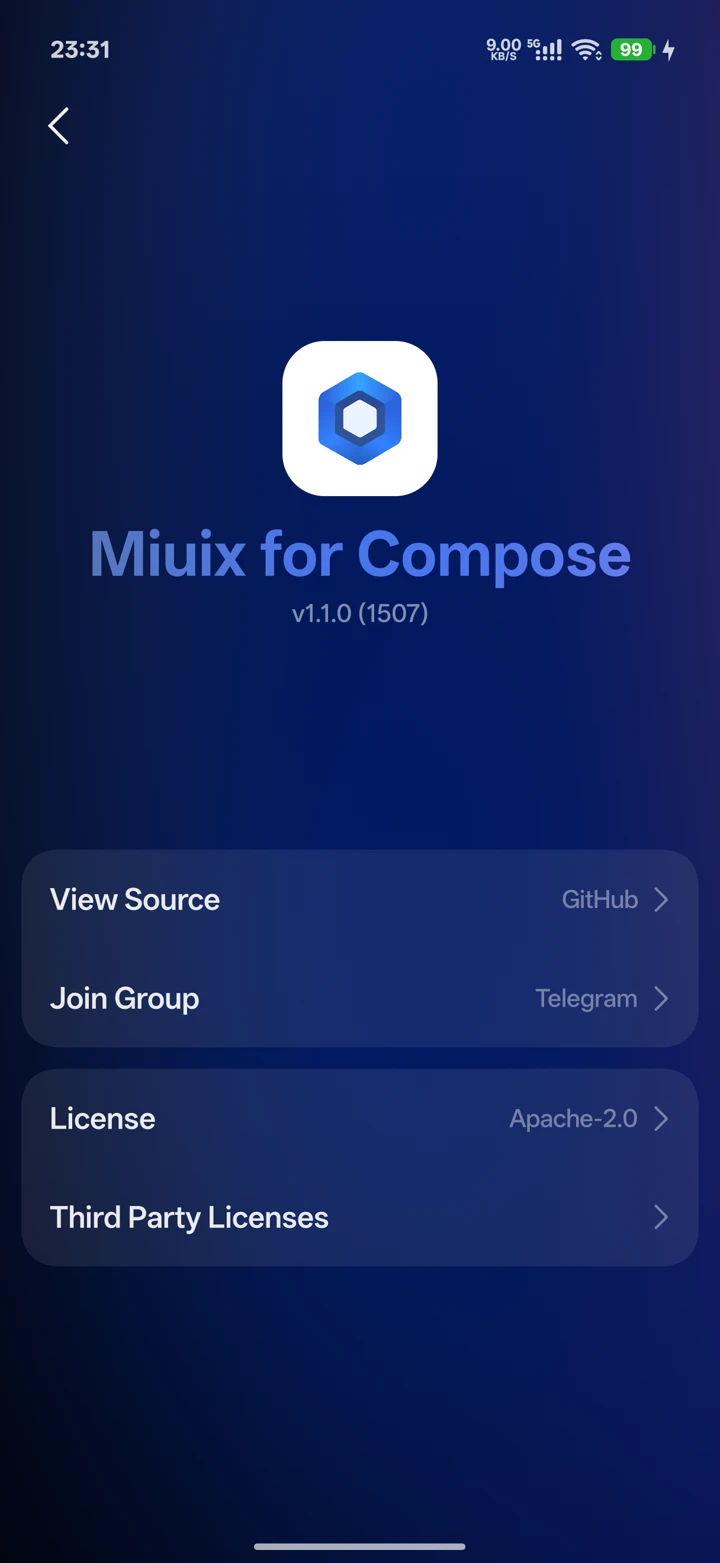 23:31
9.00 KB/S 5G 99
Miuix for Compose
v1.1.0 (1507)
View Source GitHub
Join Group Telegram
License Apache-2.0
Third Party Licenses